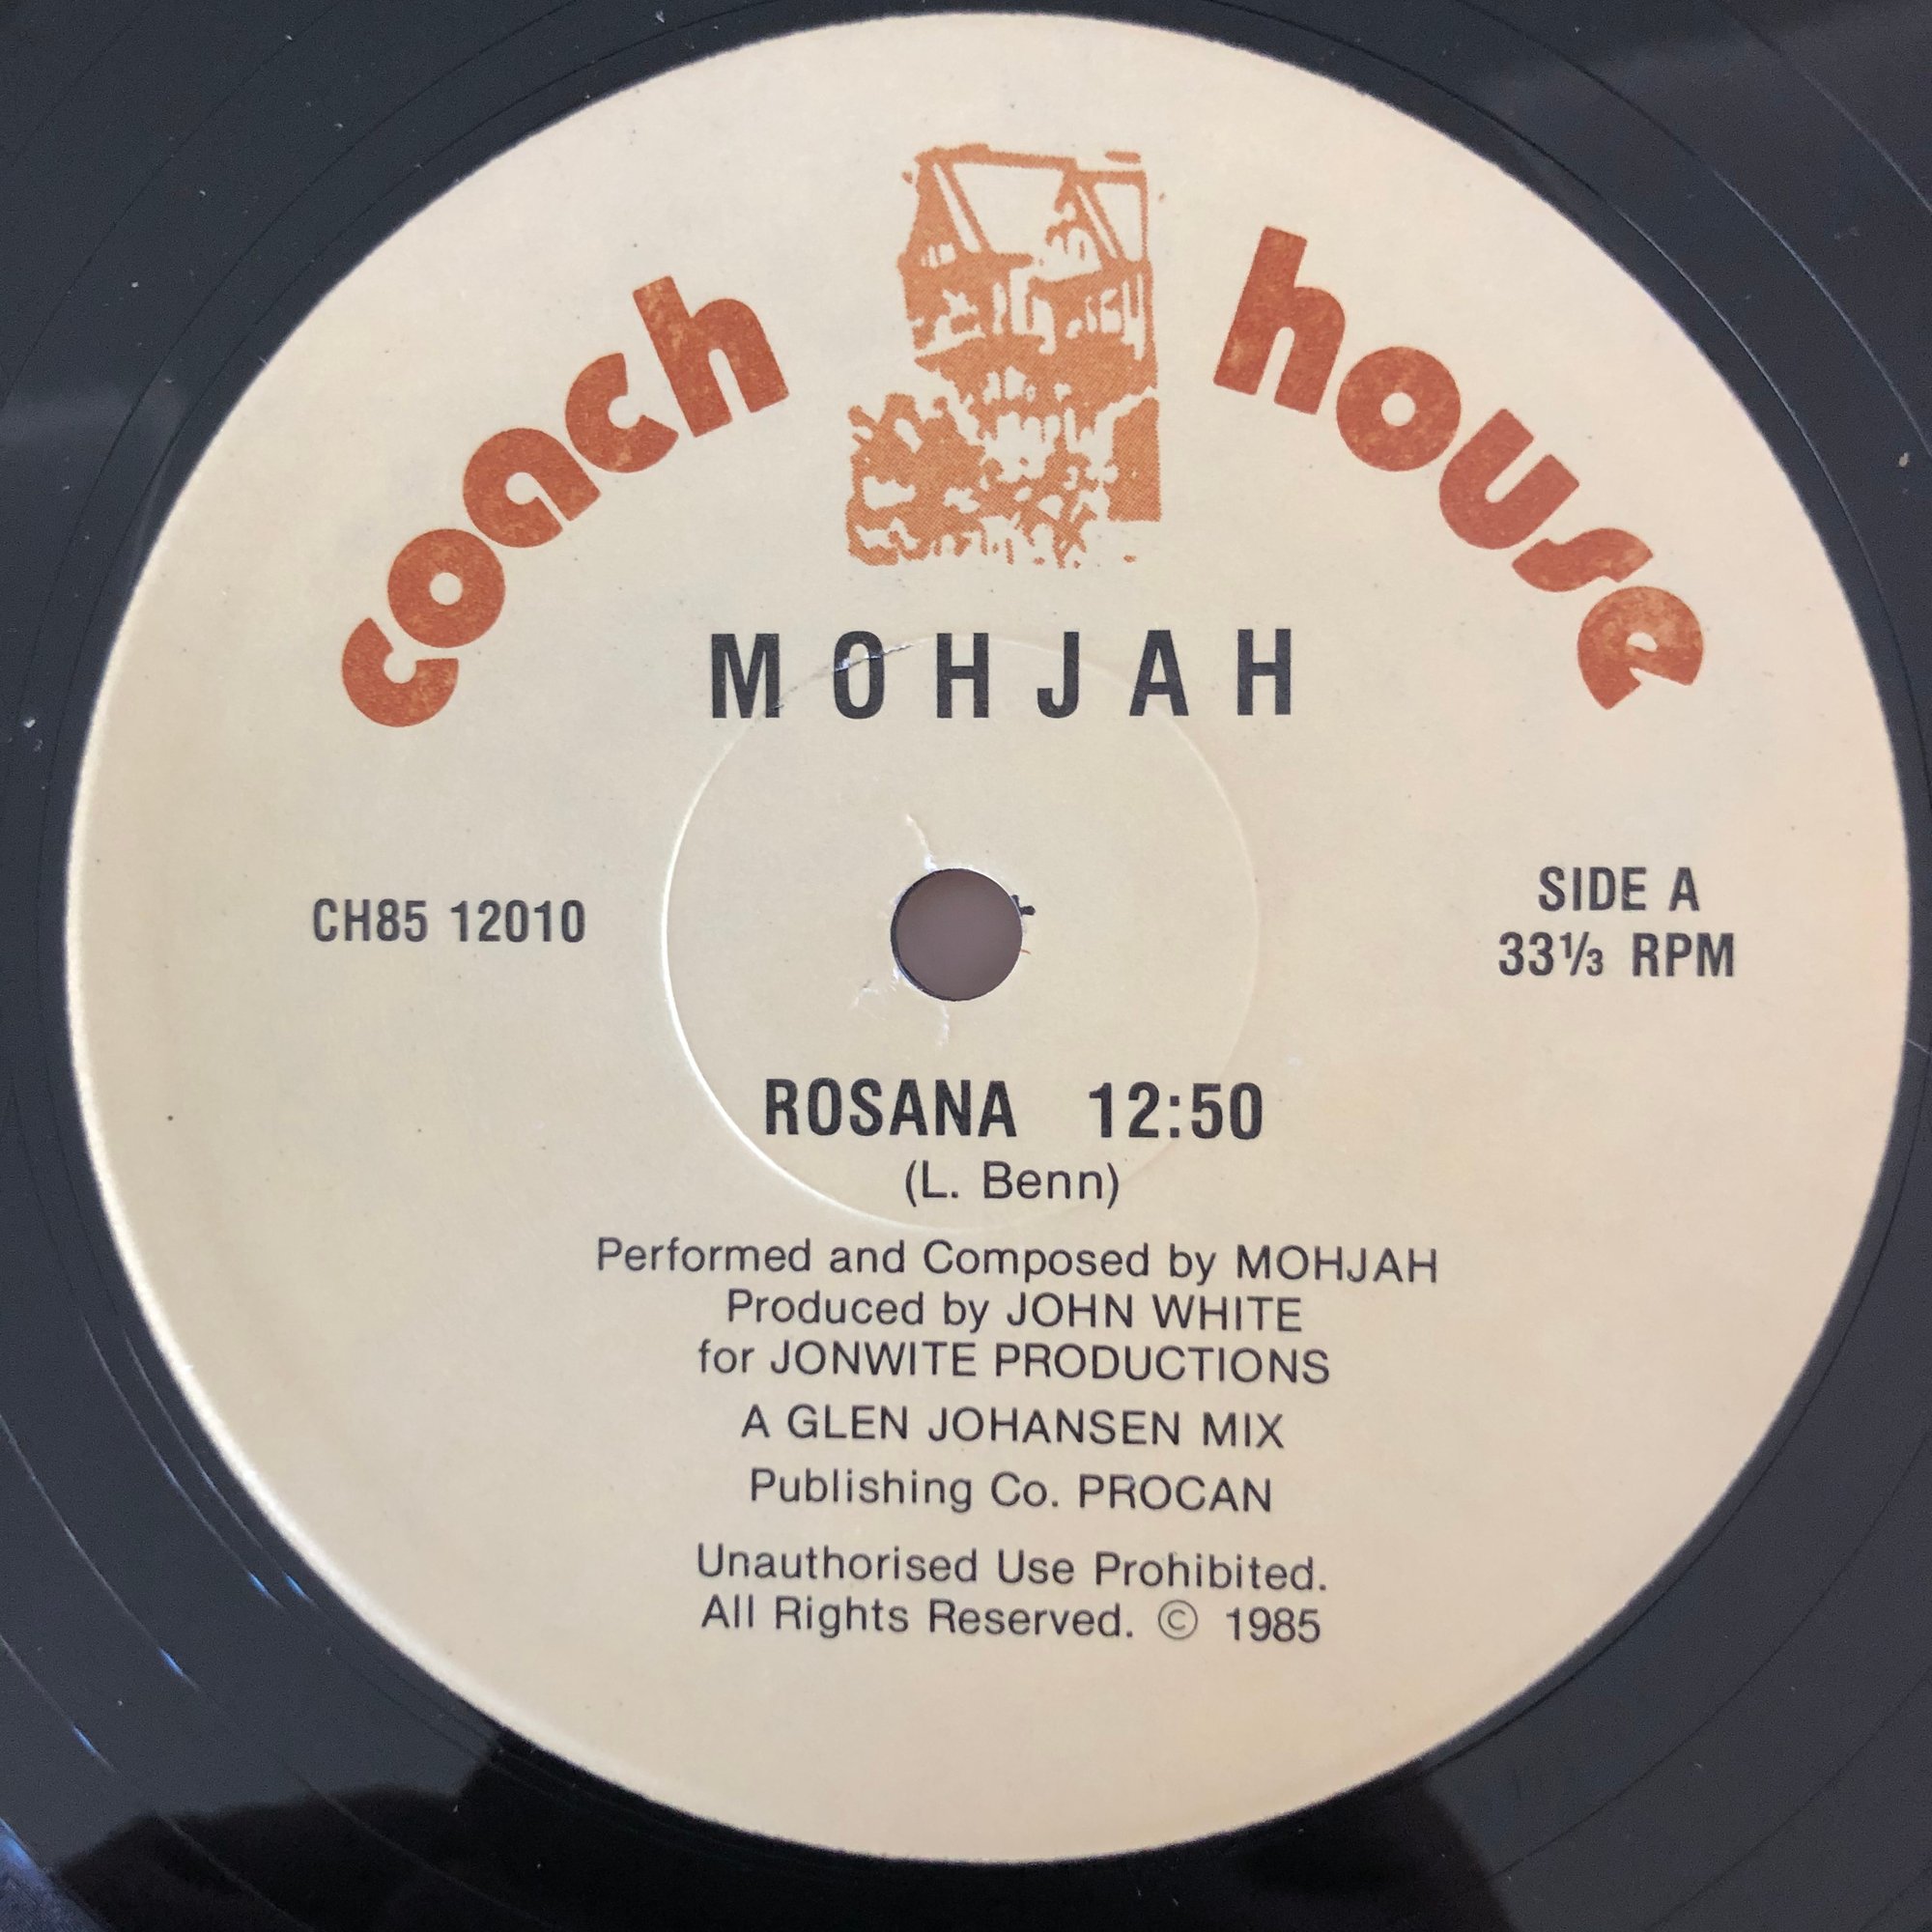 coach house
MOHJAH
CH85 12010
SIDE A
33⅓ RPM
ROSANA 12:50
(L. Benn)
Performed and Composed by MOHJAH
Produced by JOHN WHITE
for JONWITE PRODUCTIONS
A GLEN JOHANSEN MIX
Publishing Co. PROCAN
Unauthorised Use Prohibited.
All Rights Reserved. © 1985